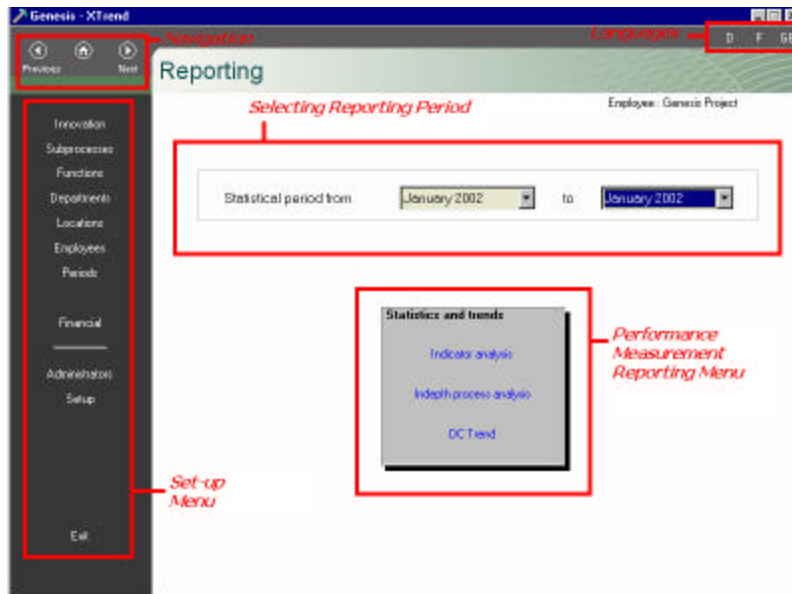 Genesis - XTrend
Navigation
Languages
D F GB
Previous Next
Reporting
Selecting Reporting Period
Employee : Genesis Project
Innovation
Subprocesses
Functions
Departments
Locations
Employees
Periods
Financial
Administrators
Setup
Exit
Statistical period from January 2002 to January 2002
Statistics and trends
Indicator analysis
Indepth process analysis
DC Trend
Performance
Measurement
Reporting Menu
Set-up
Menu